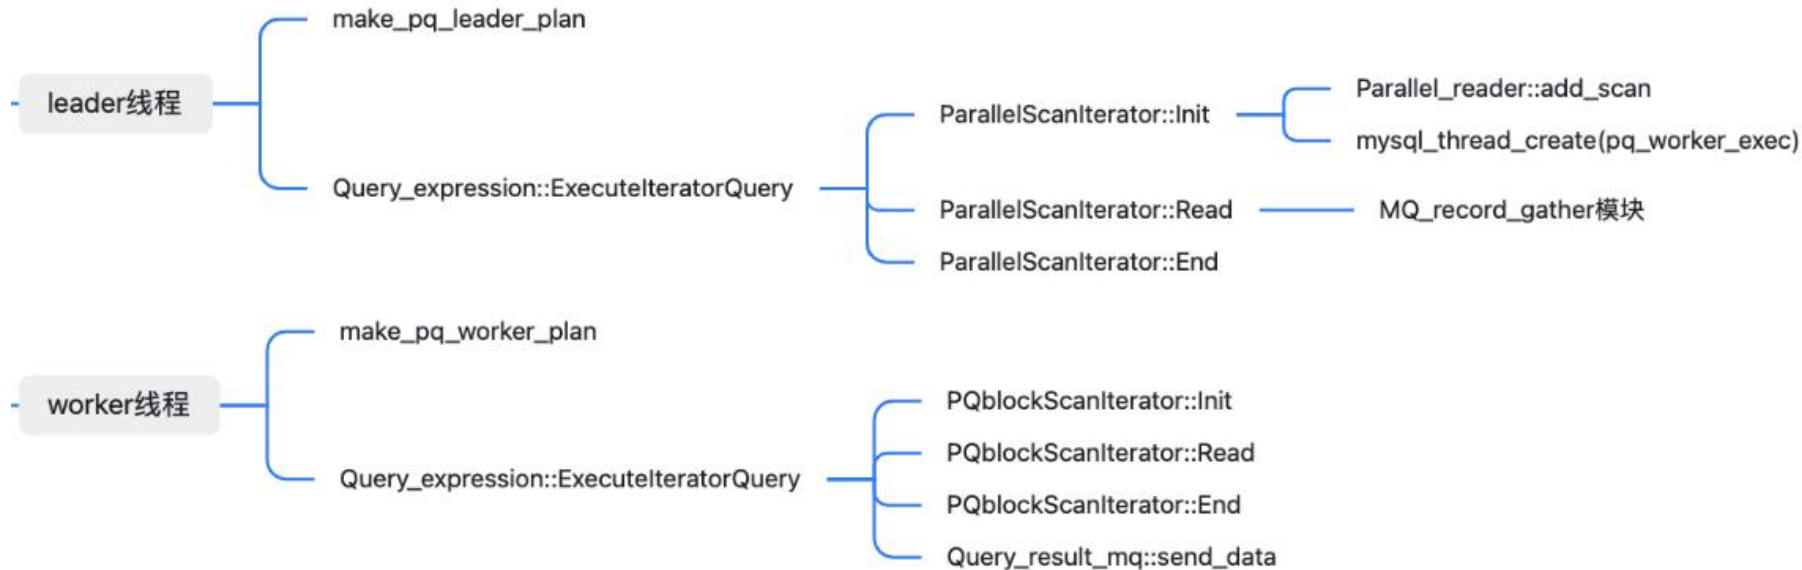 make_pq_leader_plan
leader线程
Parallel_reader::add_scan
ParallelScanIterator::Init
mysql_thread_create(pq_worker_exec)
Query_expression::ExecuteIteratorQuery
ParallelScanIterator::Read
MQ_record_gather模块
ParallelScanIterator::End
make_pq_worker_plan
worker线程
PQblockScanIterator::Init
PQblockScanIterator::Read
Query_expression::ExecuteIteratorQuery
PQblockScanIterator::End
Query_result_mq::send_data